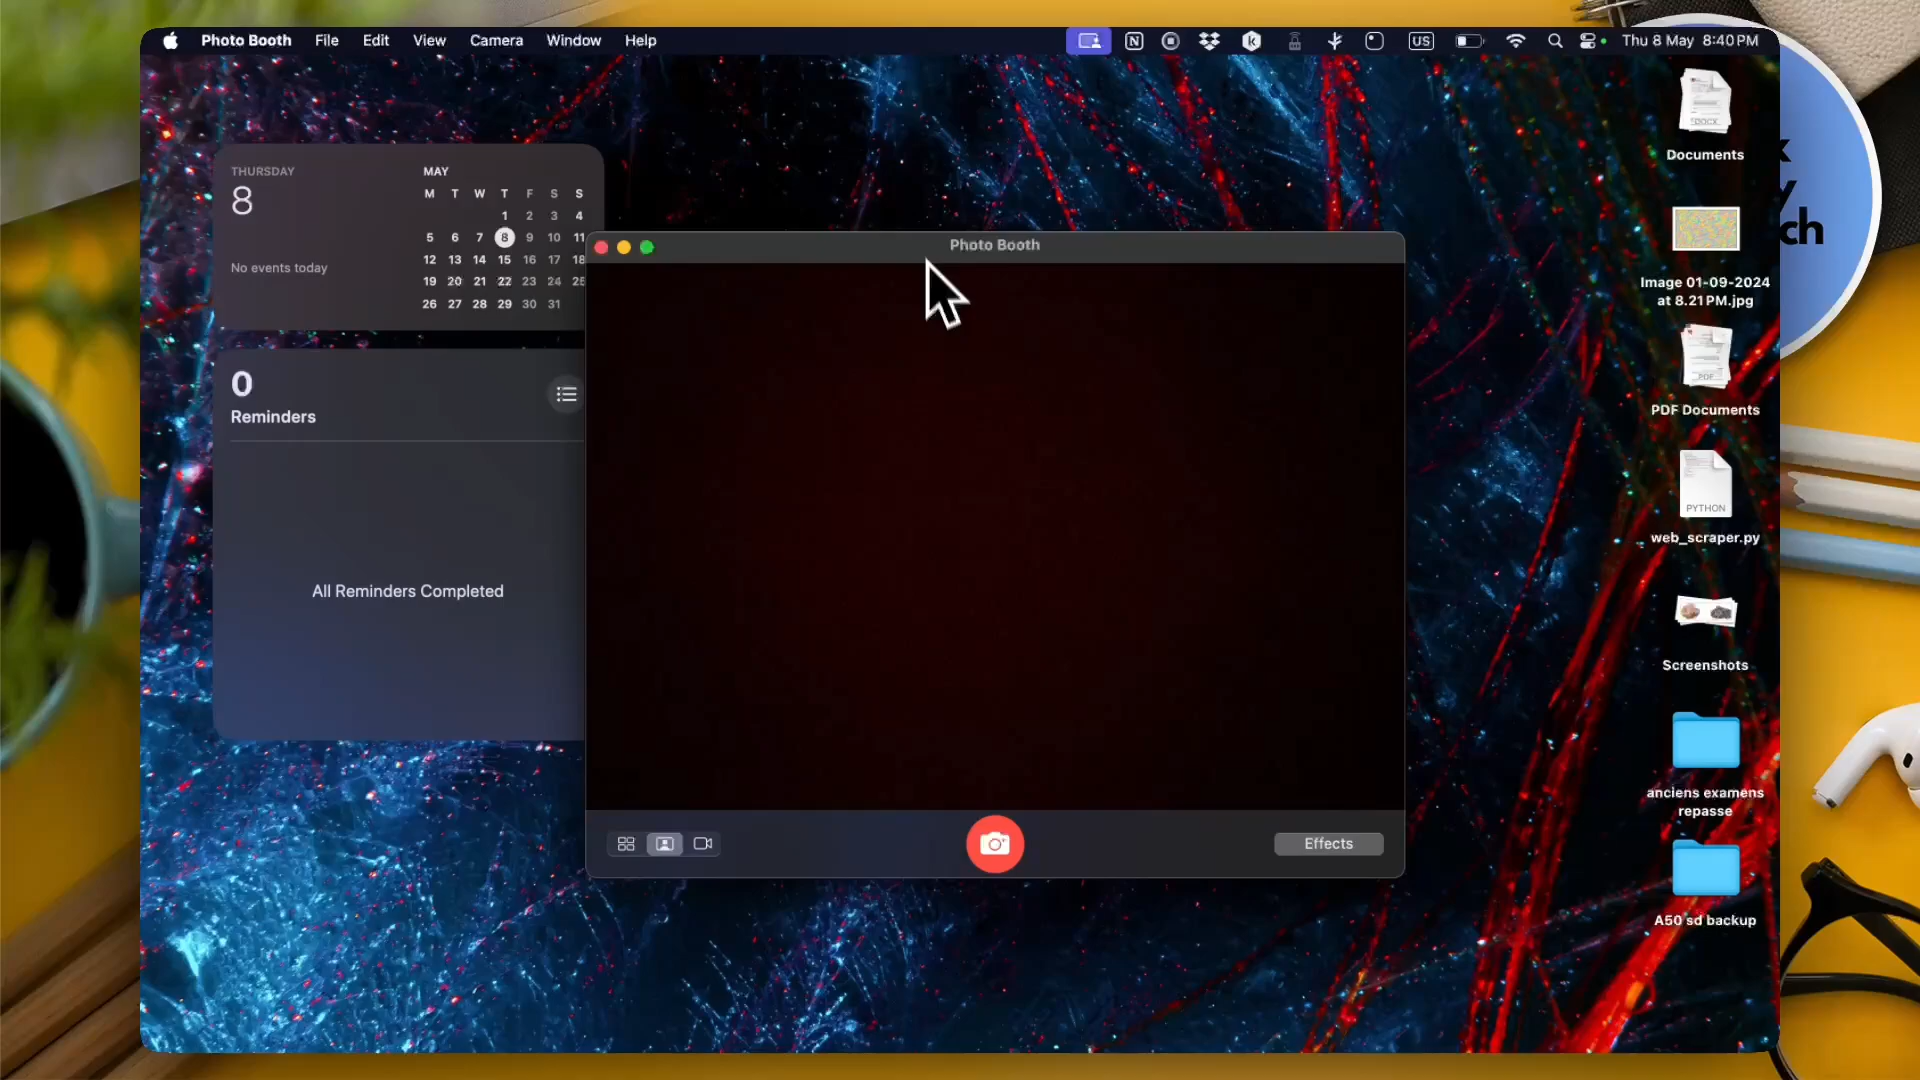 Photo Booth File Edit View Camera Window Help
US Thu 8 May 8:40 PM
THURSDAY
8
No events today
MAY
M T W T F S S
1 2 3 4
5 6 7 8 9 10 11
12 13 14 15 16 17 18
19 20 21 22 23 24 25
26 27 28 29 30 31
0
Reminders
All Reminders Completed
Photo Booth
Effects
DOCX
Documents
Image 01-09-2024
at 8.21 PM.jpg
PDF
PDF Documents
PYTHON
web_scraper.py
Screenshots
anciens examens
repasse
A50 sd backup